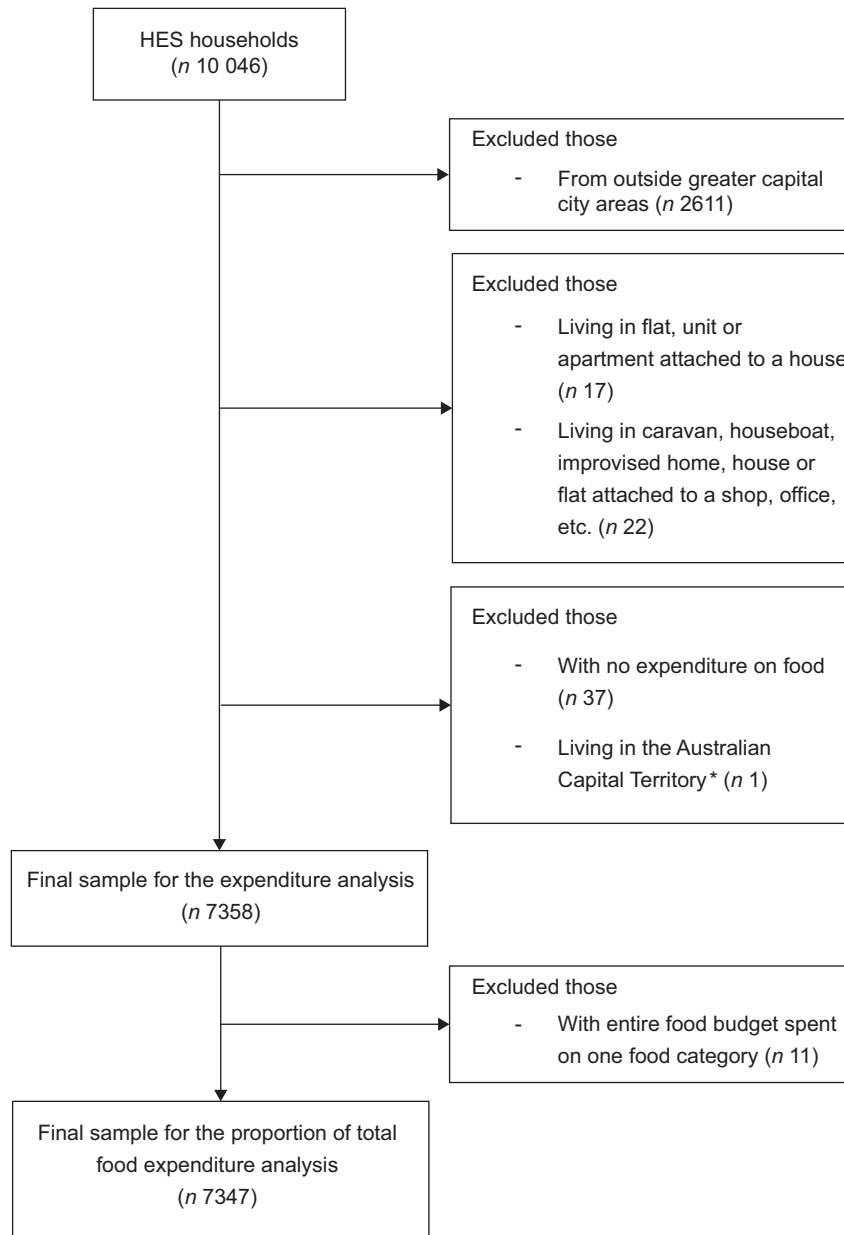 HES households
(n 10 046)
Excluded those
- From outside greater capital
city areas (n 2611)
Excluded those
- Living in flat, unit or
apartment attached to a house
(n 17)
- Living in caravan, houseboat,
improvised home, house or
flat attached to a shop, office,
etc. (n 22)
Excluded those
- With no expenditure on food
(n 37)
- Living in the Australian
Capital Territory* (n 1)
Final sample for the expenditure analysis
(n 7358)
Excluded those
- With entire food budget spent
on one food category (n 11)
Final sample for the proportion of total
food expenditure analysis
(n 7347)